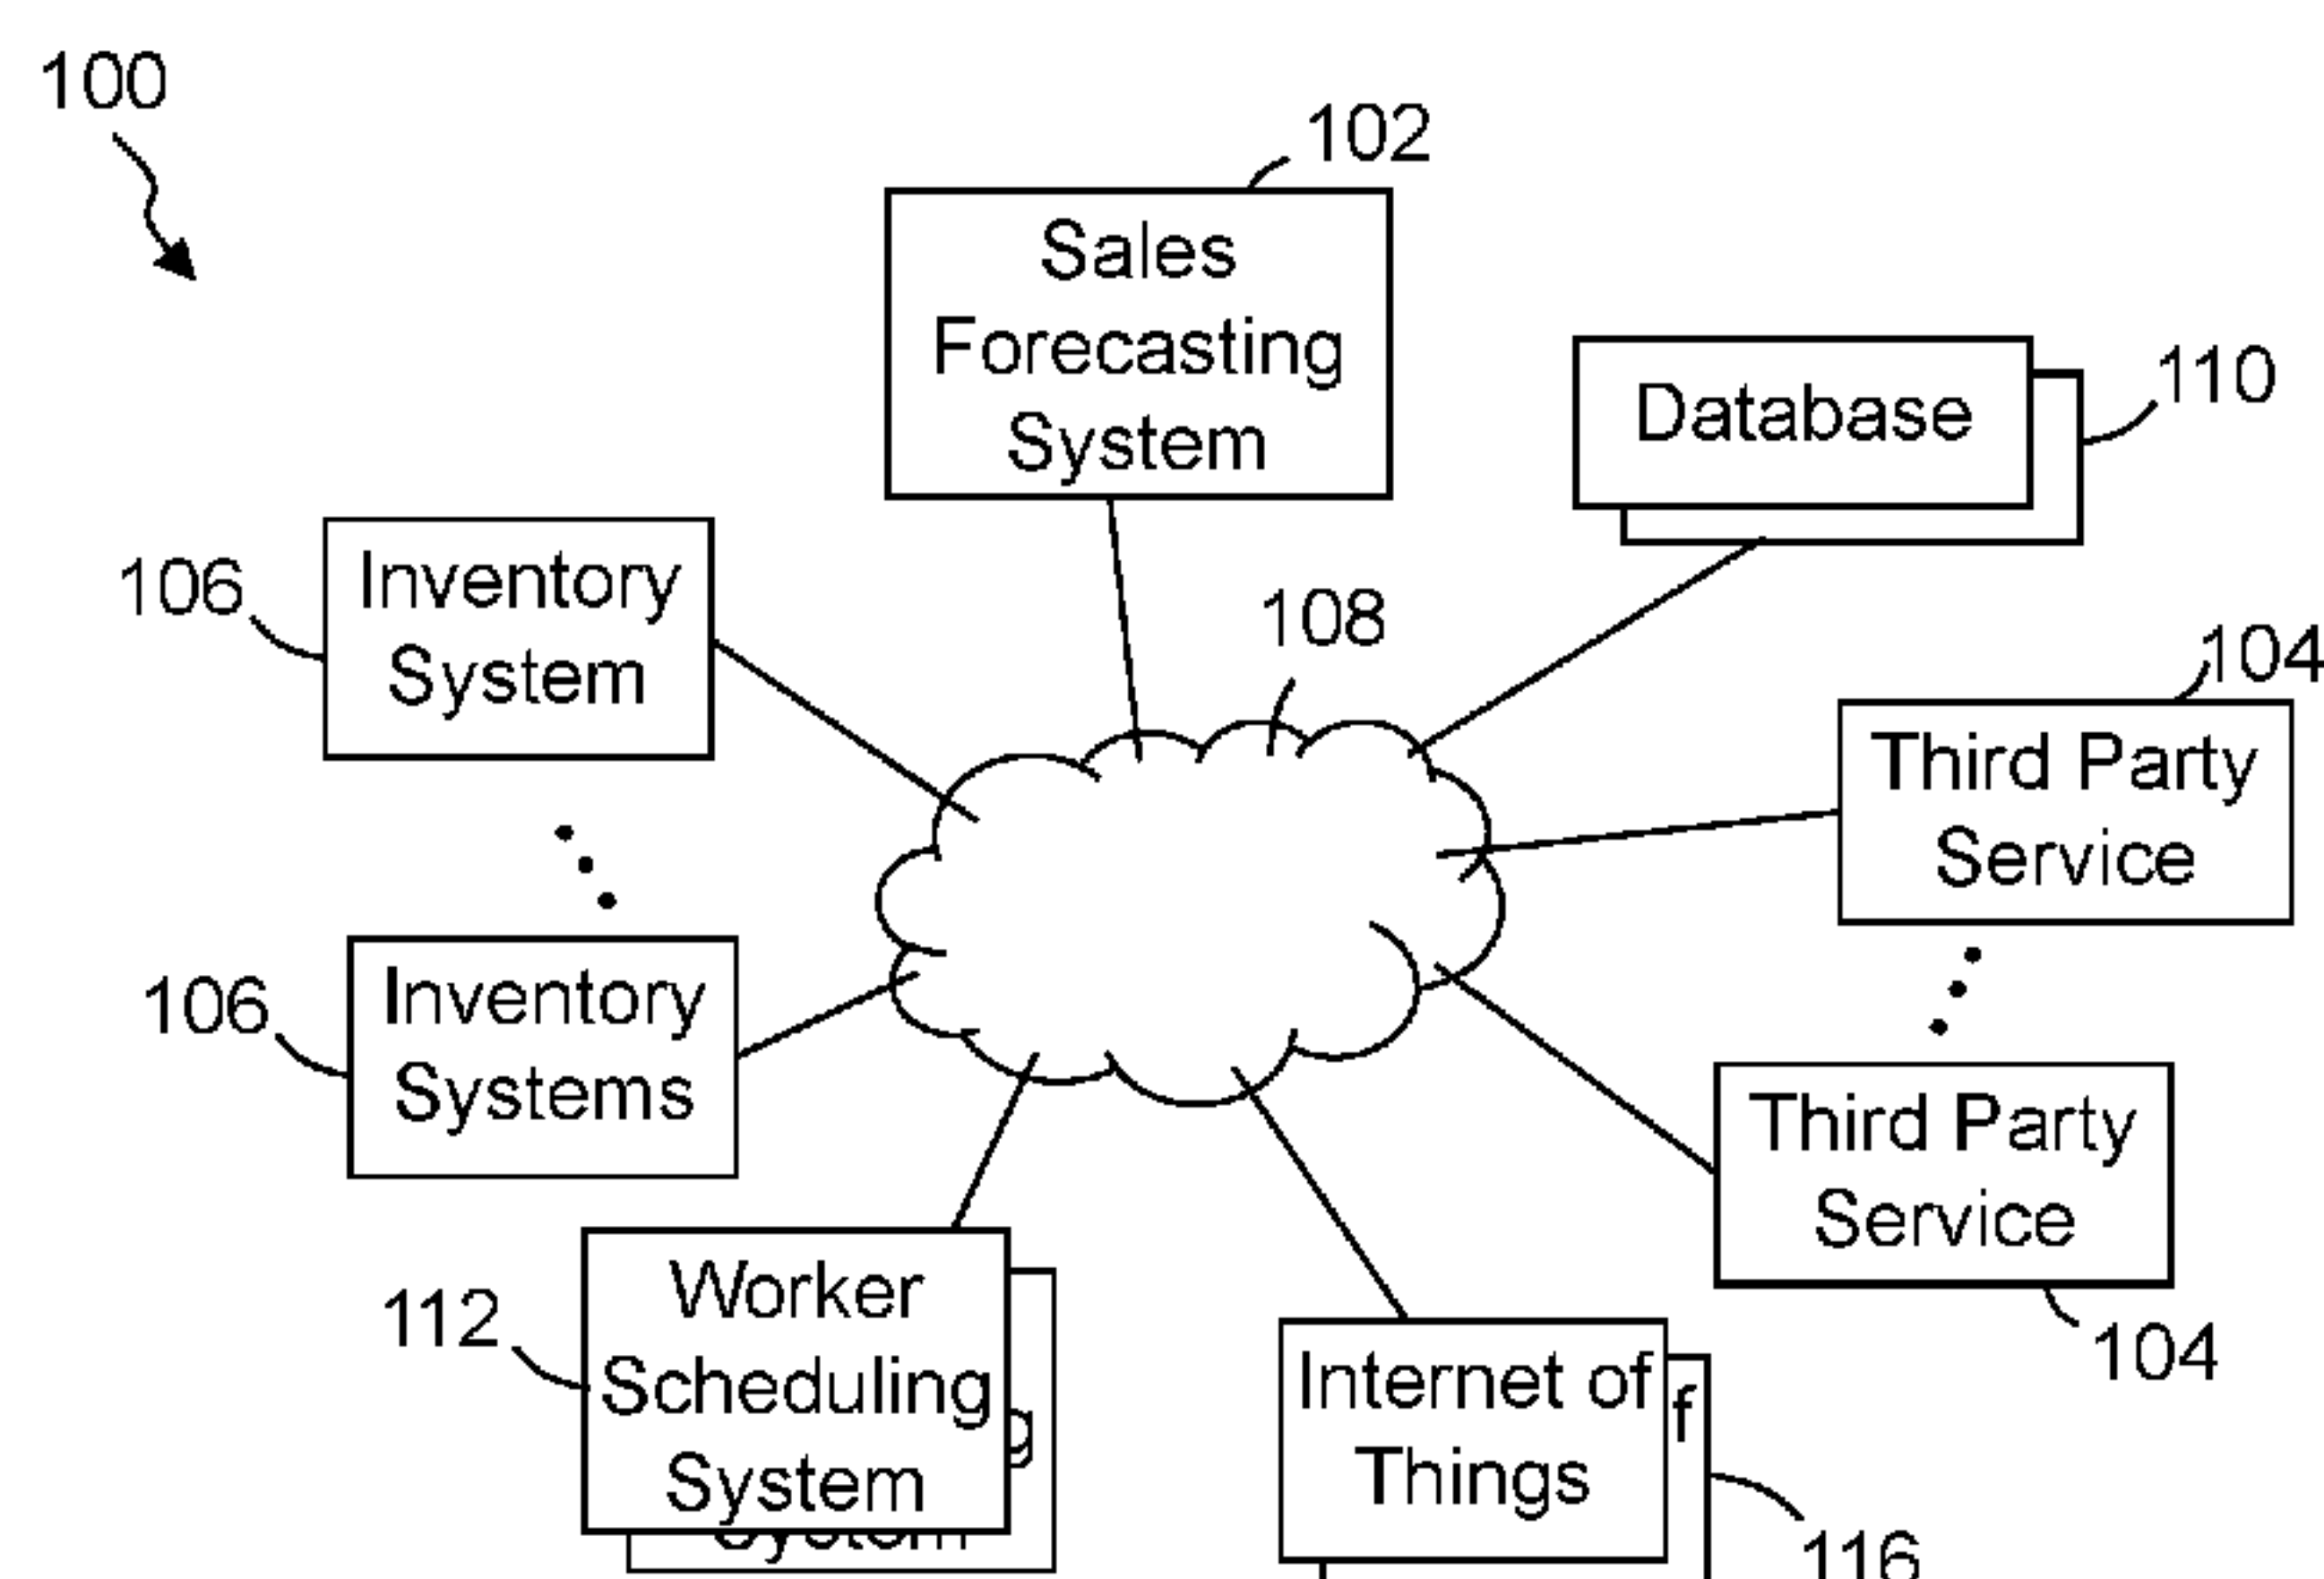 100
102
Sales
Forecasting
System
110
Database
106
Inventory
System
108
104
Third Party
Service
106
Inventory
Systems
Third Party
Service
104
112
Worker
Scheduling
System
g
System
Internet of
Things
f
116